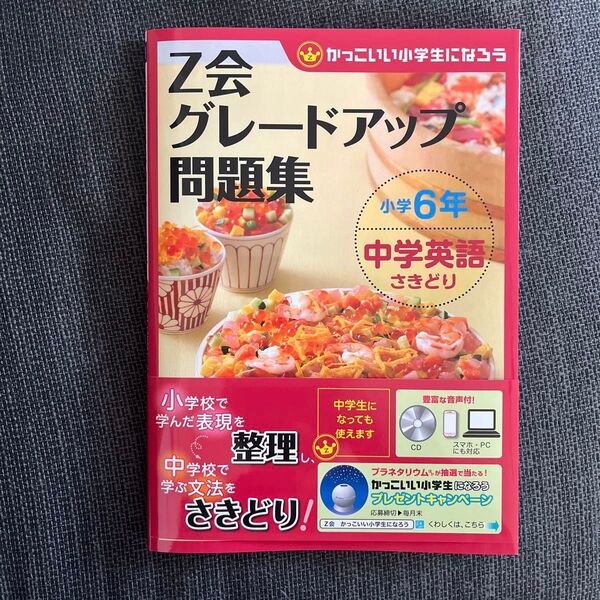 かっこいい小学生になろう
Z会
グレードアップ
問題集
小学6年
中学英語
さきどり
小学校で
学んだ表現を
整理し、
中学校で
学ぶ文法を
さきどり!
中学生に
なっても
使えます
豊富な音声付!
CD
スマホ・PC
にも対応
プラネタリウムなどが抽選で当たる!
かっこいい小学生になろう
プレゼントキャンペーン
応募締切▶毎月末
Z会 かっこいい小学生になろう
くわしくは、こちら